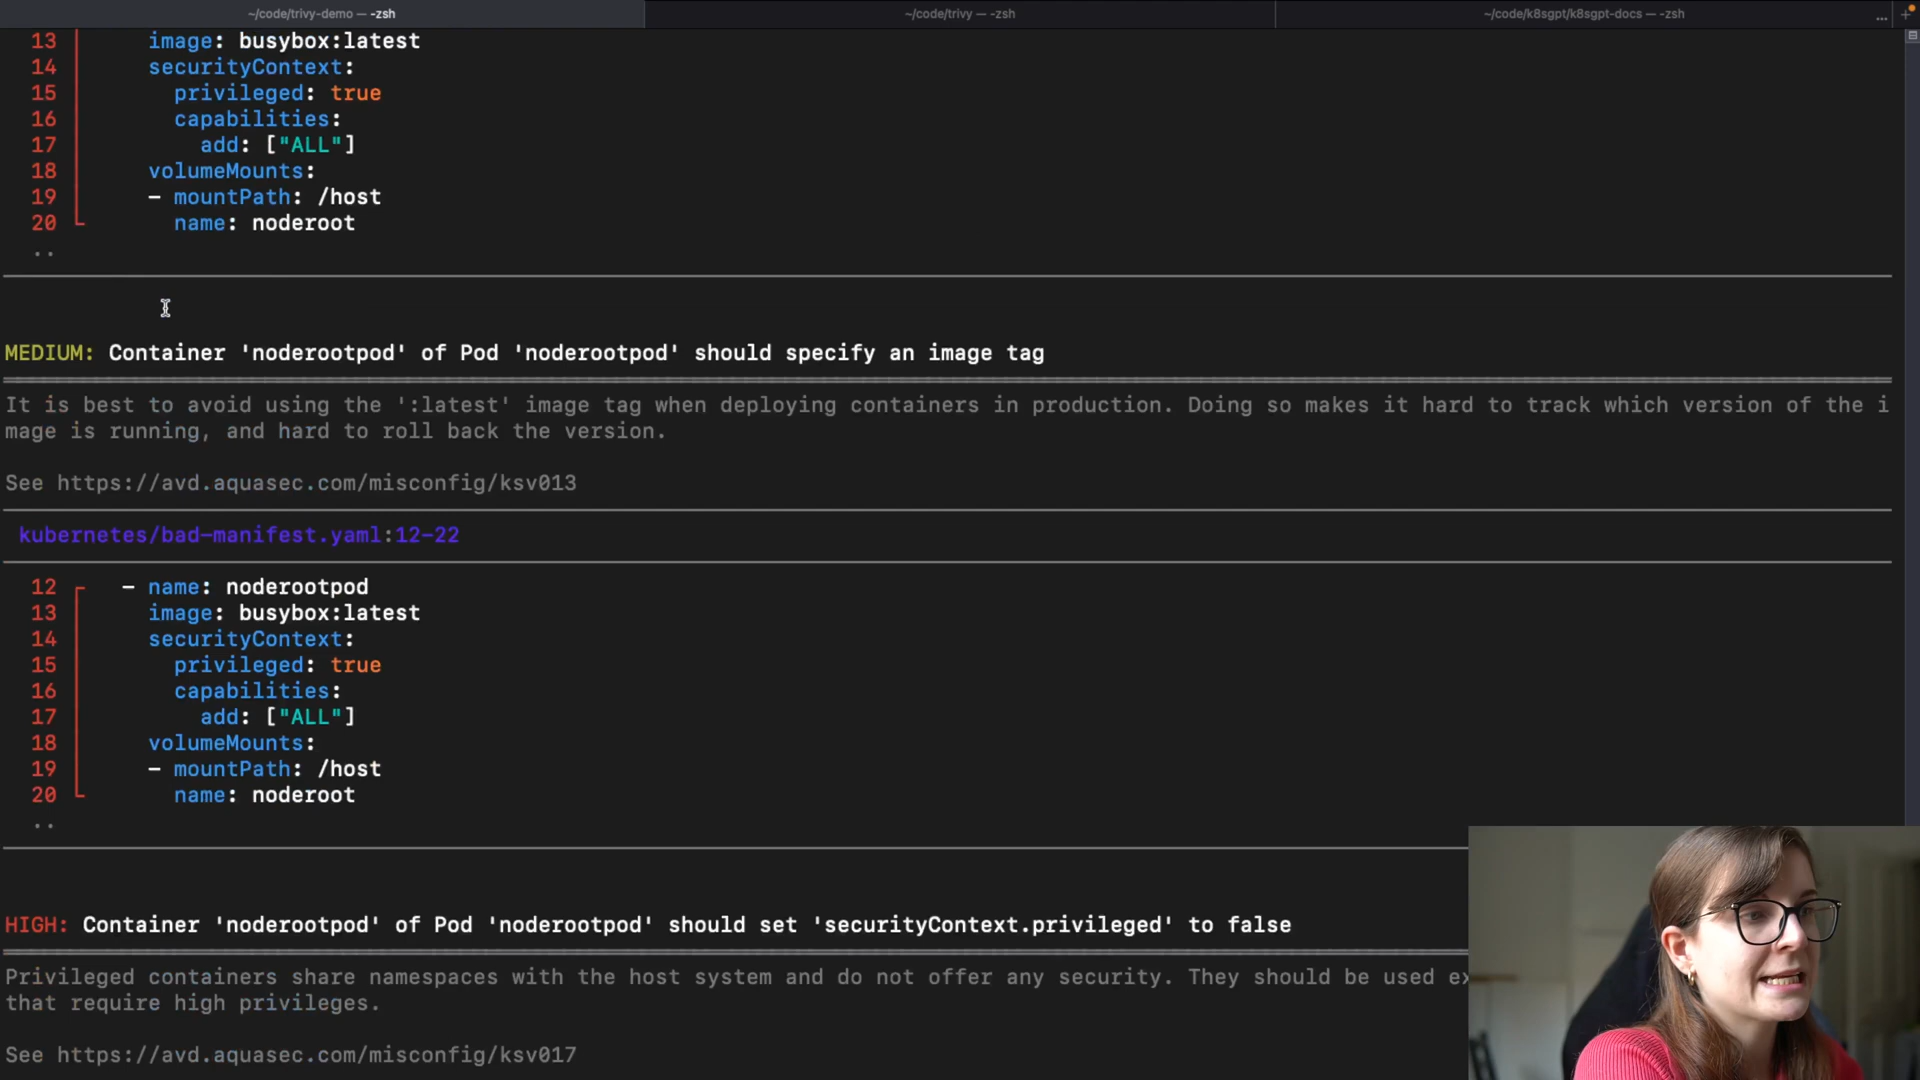 ~/code/trivy-demo — -zsh
~/code/trivy — -zsh
~/code/k8sgpt/k8sgpt-docs — -zsh
...
+
13 image: busybox:latest
14 securityContext:
15 privileged: true
16 capabilities:
17 add: ["ALL"]
18 volumeMounts:
19 - mountPath: /host
20 name: noderoot
..
MEDIUM: Container 'noderootpod' of Pod 'noderootpod' should specify an image tag
It is best to avoid using the ':latest' image tag when deploying containers in production. Doing so makes it hard to track which version of the i
mage is running, and hard to roll back the version.
See https://avd.aquasec.com/misconfig/ksv013
kubernetes/bad-manifest.yaml:12-22
12 - name: noderootpod
13 image: busybox:latest
14 securityContext:
15 privileged: true
16 capabilities:
17 add: ["ALL"]
18 volumeMounts:
19 - mountPath: /host
20 name: noderoot
..
HIGH: Container 'noderootpod' of Pod 'noderootpod' should set 'securityContext.privileged' to false
Privileged containers share namespaces with the host system and do not offer any security. They should be used ex
that require high privileges.
See https://avd.aquasec.com/misconfig/ksv017